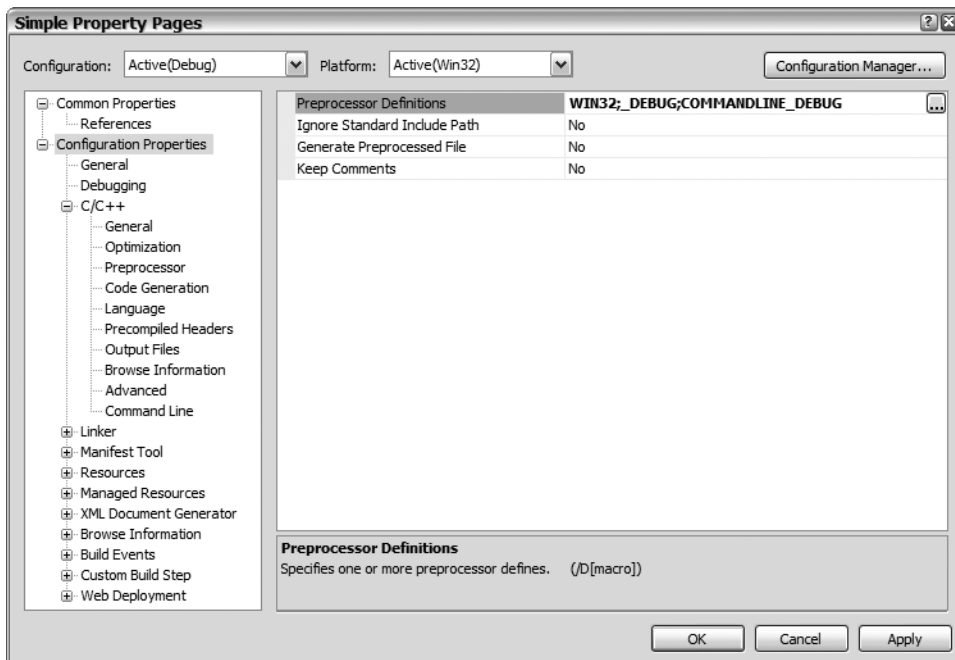 Simple Property Pages
Configuration: Active(Debug) Platform: Active(Win32) Configuration Manager...
Common Properties
References
Configuration Properties
General
Debugging
C/C++
General
Optimization
Preprocessor
Code Generation
Language
Precompiled Headers
Output Files
Browse Information
Advanced
Command Line
Linker
Manifest Tool
Resources
Managed Resources
XML Document Generator
Browse Information
Build Events
Custom Build Step
Web Deployment
Preprocessor Definitions WIN32;_DEBUG;COMMANDLINE_DEBUG ...
Ignore Standard Include Path No
Generate Preprocessed File No
Keep Comments No
Preprocessor Definitions
Specifies one or more preprocessor defines. (/D[macro])
OK Cancel Apply